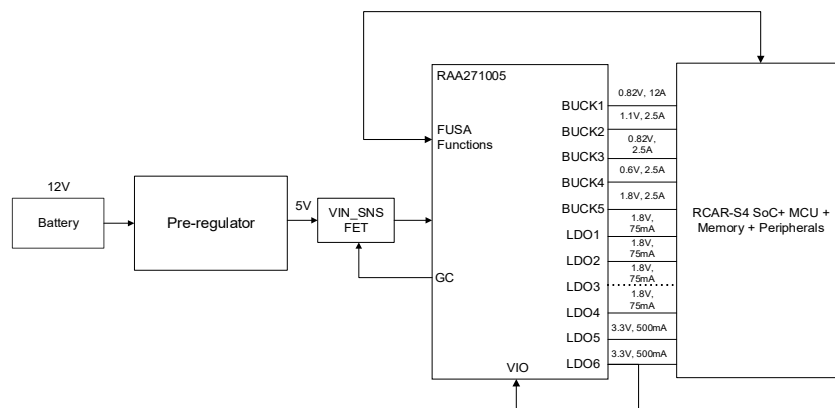 RAA271005
FUSA
Functions
12V
Battery
Pre-regulator
5V
VIN_SNS
FET
GC
VIO
BUCK1
0.82V, 12A
BUCK2
1.1V, 2.5A
BUCK3
0.82V,
2.5A
BUCK4
0.6V, 2.5A
BUCK5
1.8V, 2.5A
LDO1
1.8V,
75mA
LDO2
1.8V,
75mA
LDO3
1.8V,
75mA
LDO4
1.8V,
75mA
LDO5
3.3V, 500mA
LDO6
3.3V, 500mA
RCAR-S4 SoC+ MCU +
Memory + Peripherals